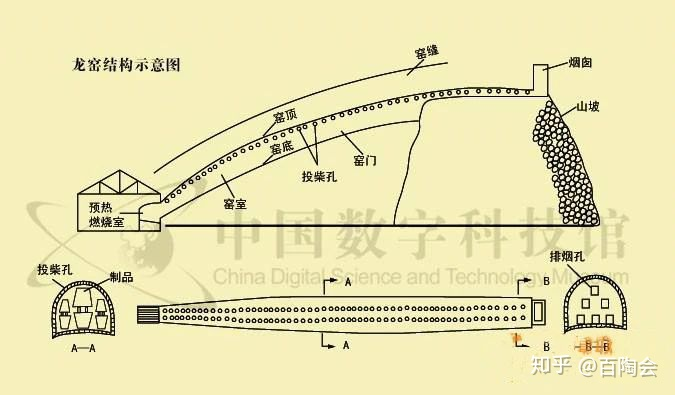 龙窑结构示意图
窑缝
烟囱
山坡
窑顶
窑底
投柴孔
窑门
窑室
预热
燃烧室
中国数字科技馆
China Digital Science and Technology Museum
投柴孔
制品
A—A
A
A
B
B
排烟孔
B—B
知乎 @百陶会